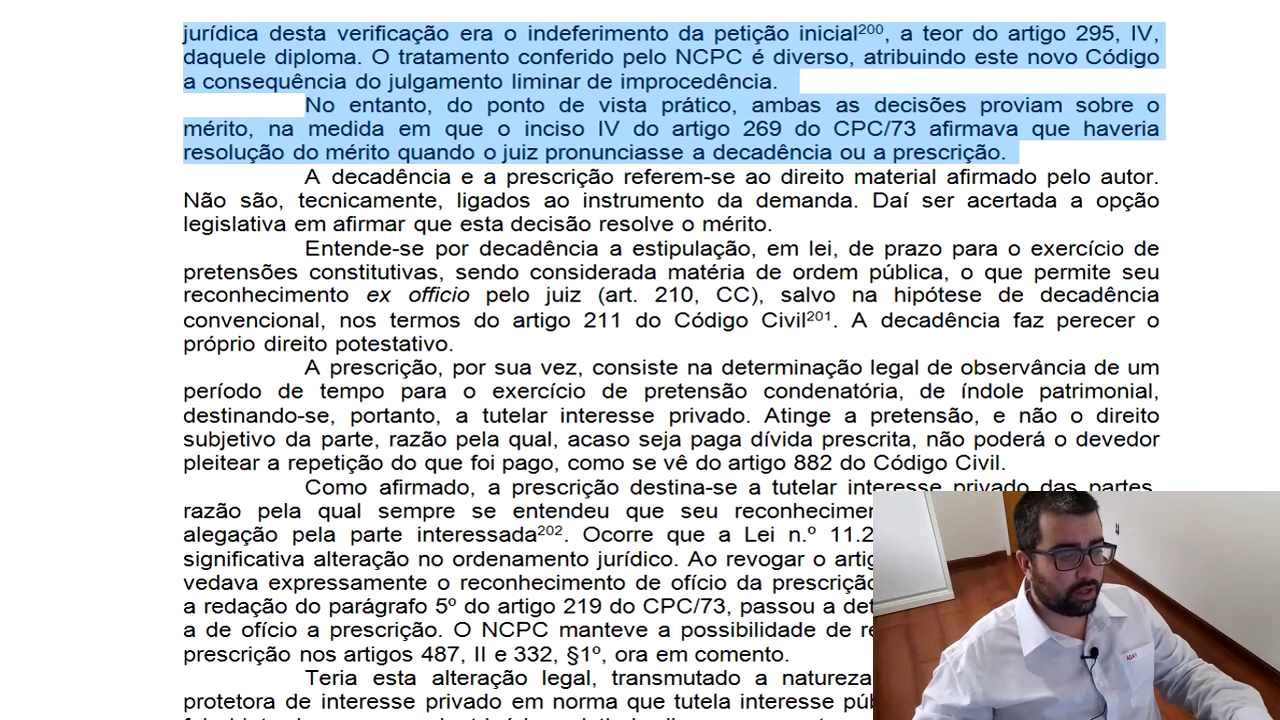 jurídica desta verificação era o indeferimento da petição inicial200, a teor do artigo 295, IV,
daquele diploma. O tratamento conferido pelo NCPC é diverso, atribuindo este novo Código
a consequência do julgamento liminar de improcedência.
No entanto, do ponto de vista prático, ambas as decisões proviam sobre o
mérito, na medida em que o inciso IV do artigo 269 do CPC/73 afirmava que haveria
resolução do mérito quando o juiz pronunciasse a decadência ou a prescrição.
A decadência e a prescrição referem-se ao direito material afirmado pelo autor.
Não são, tecnicamente, ligados ao instrumento da demanda. Daí ser acertada a opção
legislativa em afirmar que esta decisão resolve o mérito.
Entende-se por decadência a estipulação, em lei, de prazo para o exercício de
pretensões constitutivas, sendo considerada matéria de ordem pública, o que permite seu
reconhecimento ex officio pelo juiz (art. 210, CC), salvo na hipótese de decadência
convencional, nos termos do artigo 211 do Código Civil201. A decadência faz perecer o
próprio direito potestativo.
A prescrição, por sua vez, consiste na determinação legal de observância de um
período de tempo para o exercício de pretensão condenatória, de índole patrimonial,
destinando-se, portanto, a tutelar interesse privado. Atinge a pretensão, e não o direito
subjetivo da parte, razão pela qual, acaso seja paga dívida prescrita, não poderá o devedor
pleitear a repetição do que foi pago, como se vê do artigo 882 do Código Civil.
Como afirmado, a prescrição destina-se a tutelar interesse privado das partes,
razão pela qual sempre se entendeu que seu
alegação pela parte interessada202. Ocorre que a Lei n.º
significativa alteração no ordenamento jurídico. Ao revogar o
vedava expressamente o reconhecimento de ofício da prescrição
a redação do parágrafo 5º do artigo 219 do CPC/73, passou a
a de ofício a prescrição. O NCPC manteve a possibilidade de
prescrição nos artigos 487, II e 332, §1º, ora em comento.
Teria esta alteração legal, transmutado a natureza
protetora de interesse privado em norma que tutela interesse